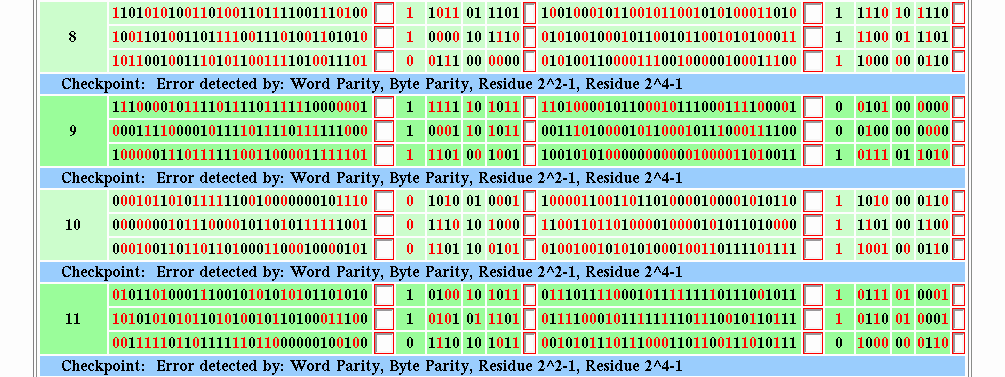 8
11010101001101001101111001110100 1 1011 01 1101 10010001011001011001010100011010 1 1110 10 1110
10011010011011110011101001101010 1 0000 10 1110 01010010001011001011001010100011 1 1100 01 1101
10110010011101011001111010011101 0 0111 00 0000 01010011000011100100000100011100 1 1000 00 0110
Checkpoint: Error detected by: Word Parity, Byte Parity, Residue 2^2-1, Residue 2^4-1
9
11100001011110111101111110000001 1 1111 10 1011 11010000101100010111000111100001 0 0101 00 0000
00011110000101111011110111111000 1 0001 10 1011 00111010000101100010111000111100 0 0100 00 0000
10000011101111110011000011111101 1 1101 00 1001 10010101000000000001000011010011 1 0111 01 1010
Checkpoint: Error detected by: Word Parity, Byte Parity, Residue 2^2-1, Residue 2^4-1
10
00010110101111110010000000101110 0 1010 01 0001 10000110011011010000100001010110 1 1010 00 0110
00000001011100001011010111111001 0 1110 10 1000 11001101101000010000101011010000 1 1101 00 1100
00010011011011010001100010000101 0 1101 10 0101 01001001010101000100110111101111 1 1001 00 0110
Checkpoint: Error detected by: Word Parity, Byte Parity, Residue 2^2-1, Residue 2^4-1
11
01011010001110010101010101101010 1 0100 10 1011 01110111100010111111110111001011 1 0111 01 0001
10101010101101010010110100011100 1 0101 01 1101 01111000101111111101110010110111 1 0110 01 0001
00111110110111111011000000100100 0 1110 10 1011 00101011101110001101100111010111 0 1000 00 0110
Checkpoint: Error detected by: Word Parity, Byte Parity, Residue 2^2-1, Residue 2^4-1